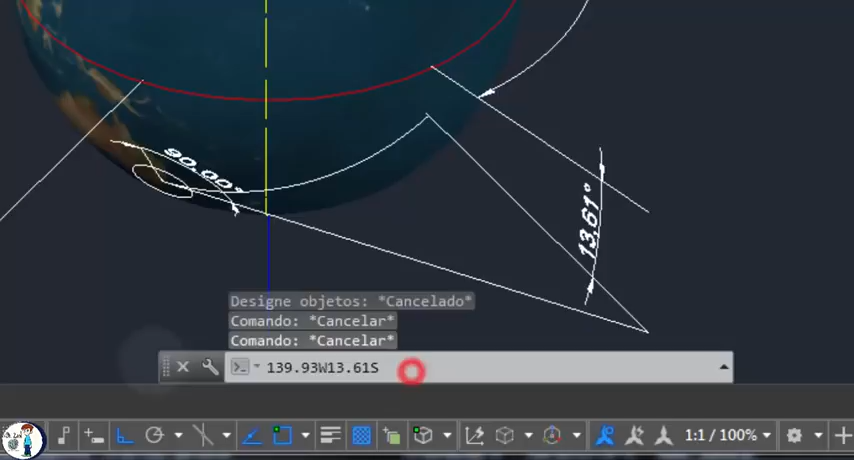 90.00°
13.61°
Designe objetos: *Cancelado*
Comando: *Cancelar*
Comando: *Cancelar*
139.93W13.61S
1:1 / 100%